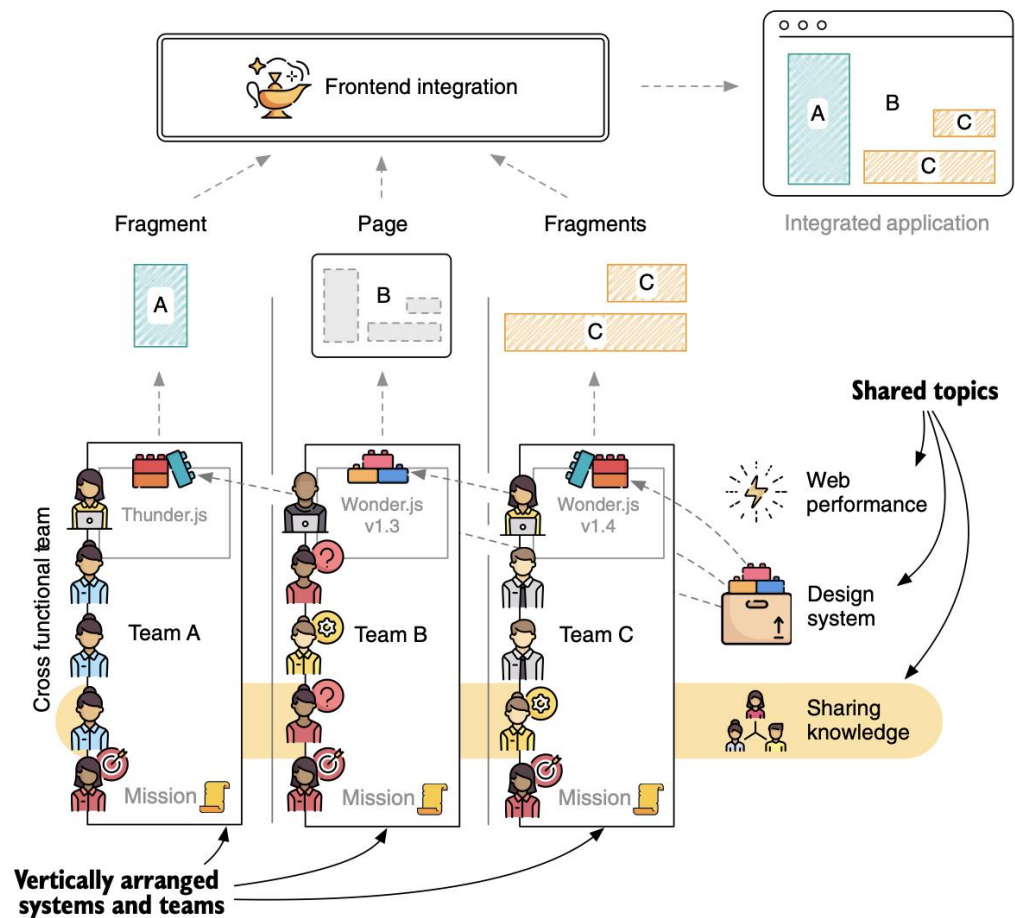 Frontend integration
A
B
C
C
Integrated application
Fragment
Page
Fragments
A
B
C
C
Shared topics
Web
performance
Thunder.js
Wonder.js
v1.3
Wonder.js
v1.4
Design
system
Cross functional team
Team A
Team B
Team C
Sharing
knowledge
Mission
Mission
Mission
Vertically arranged
systems and teams